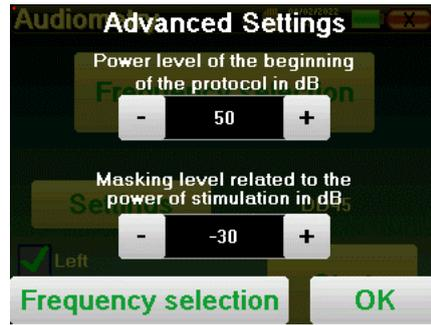 Advanced Settings
Power level of the beginning
of the protocol in dB
- 50 +
Masking level related to the
power of stimulation in dB
- -30 +
Left
Frequency selection OK